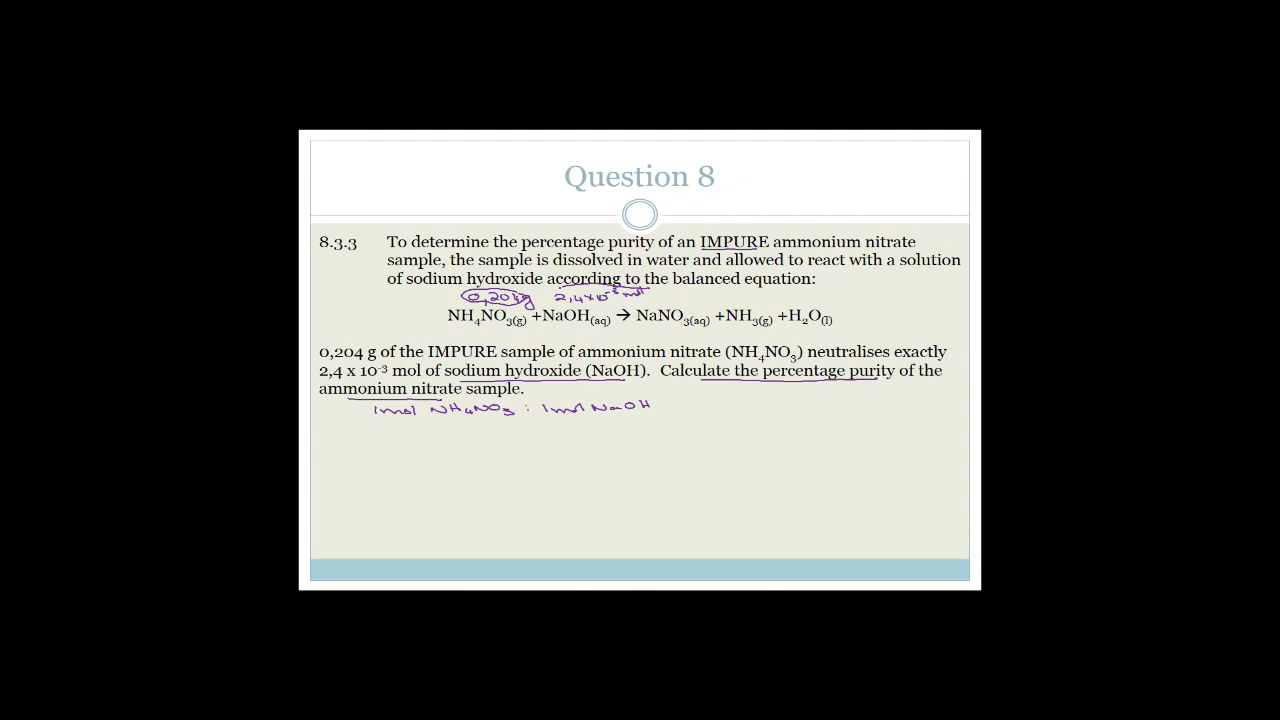 Question 8
8.3.3 To determine the percentage purity of an IMPURE ammonium nitrate
sample, the sample is dissolved in water and allowed to react with a solution
of sodium hydroxide according to the balanced equation:
0,204g 2,4x10⁻³ mol
NH₄NO₃(g) +NaOH(aq) → NaNO₃(aq) +NH₃(g) +H₂O(l)
0,204 g of the IMPURE sample of ammonium nitrate (NH₄NO₃) neutralises exactly
2,4 x 10⁻³ mol of sodium hydroxide (NaOH). Calculate the percentage purity of the
ammonium nitrate sample.
1mol NH₄NO₃ : 1mol NaOH